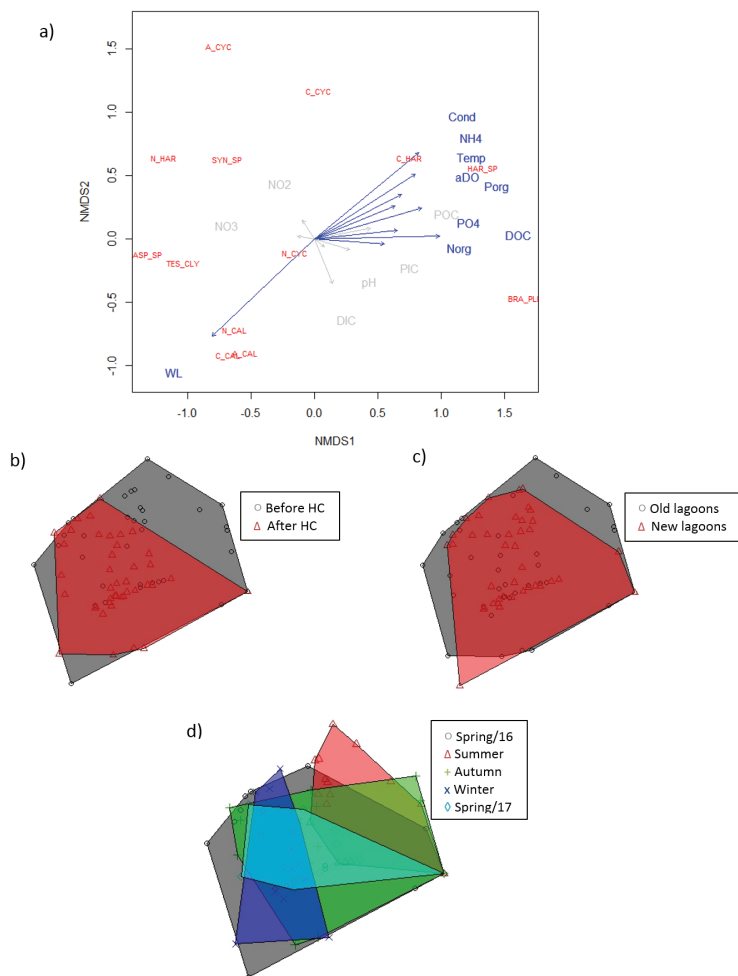 a)
1.5
1.0
0.5
0.0
-0.5
-1.0
NMDS2
-1.0
-0.5
0.0
0.5
1.0
1.5
NMDS1
A_CYC
C_CYC
Cond
NH4
N_HAR
SYN_SP
C_HAR
Temp
HAR_SP
aDO
Porg
NO2
POC
NO3
PO4
DOC
ASP_SP
TES_CLY
N_CYC
Norg
PIC
pH
BRA_PLI
DIC
N_CAL
C_CAL
_CAL
WL
b)
Before HC
After HC
c)
Old lagoons
New lagoons
d)
Spring/16
Summer
Autumn
Winter
Spring/17